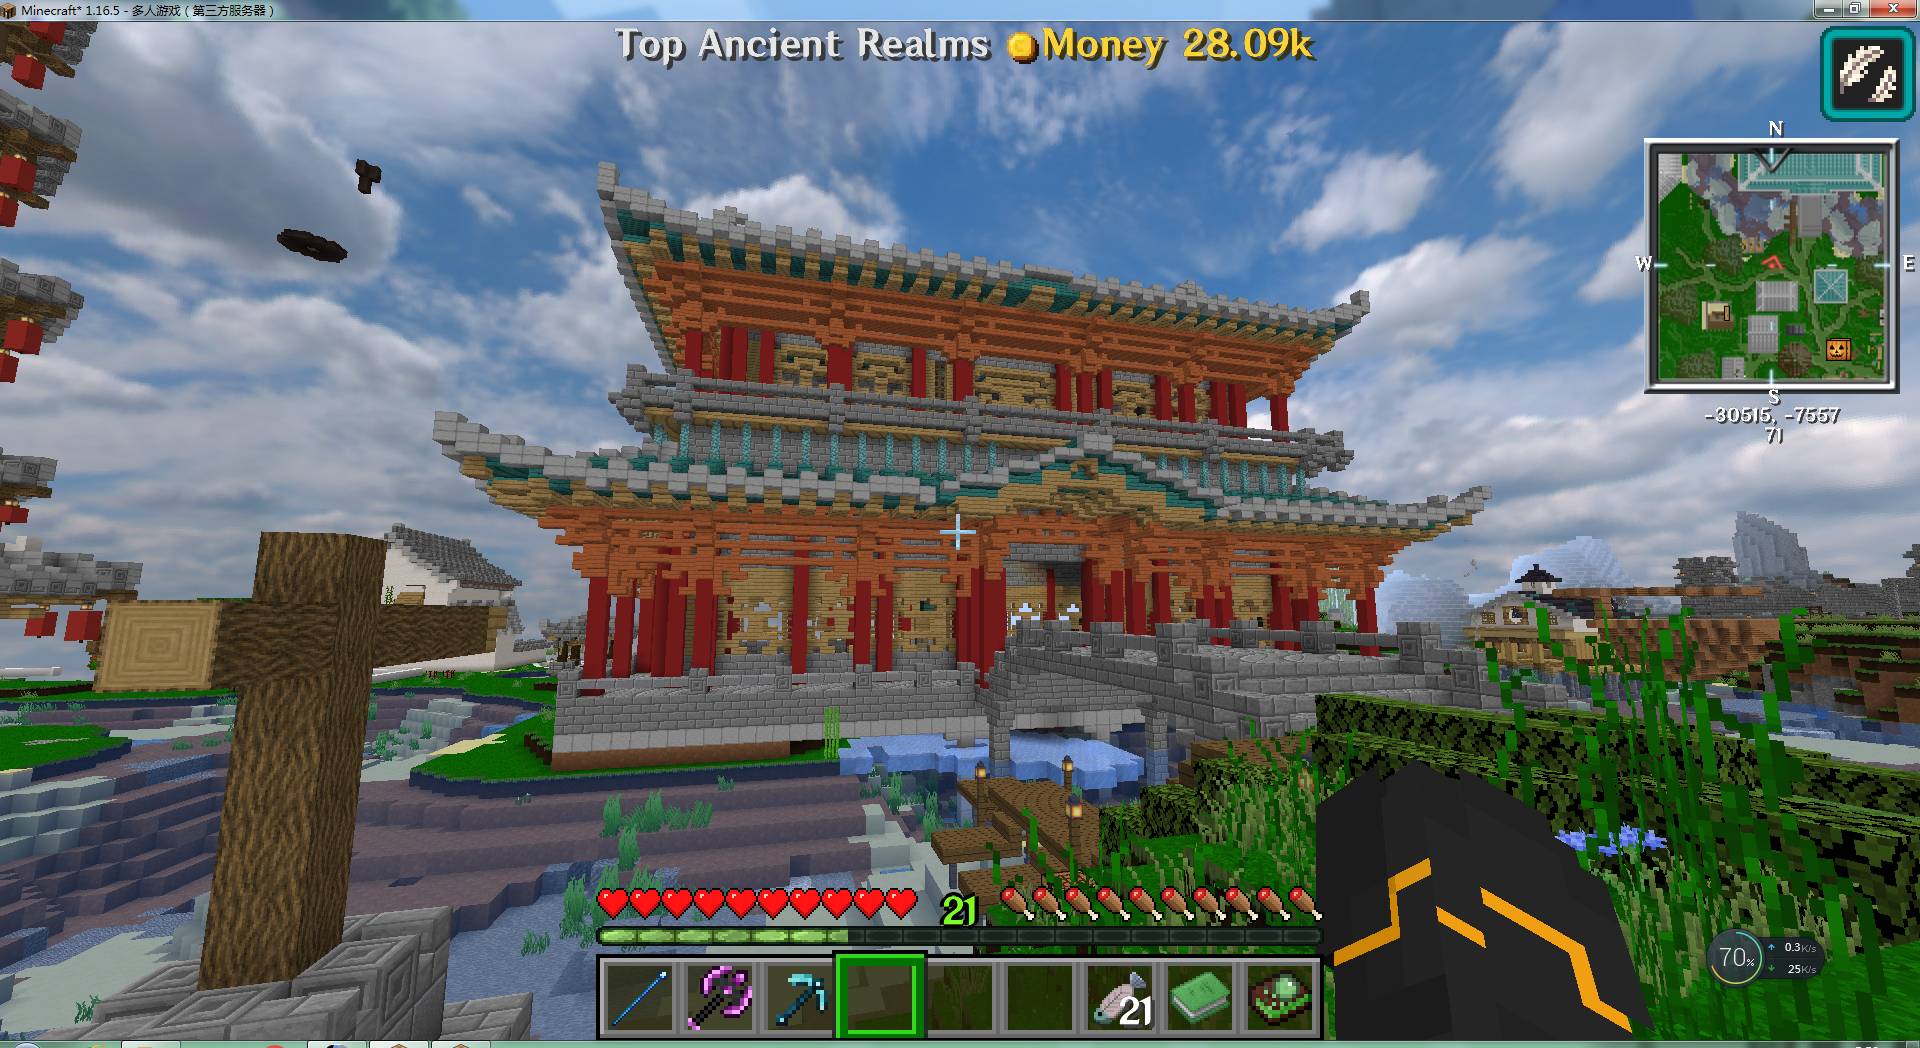 Minecraft* 1.16.5 - 多人游戏（第三方服务器）
Top Ancient Realms Money 28.09k
N
W
E
S
-30515, -7557
71
21
21
70%
0.3K/s
25K/s